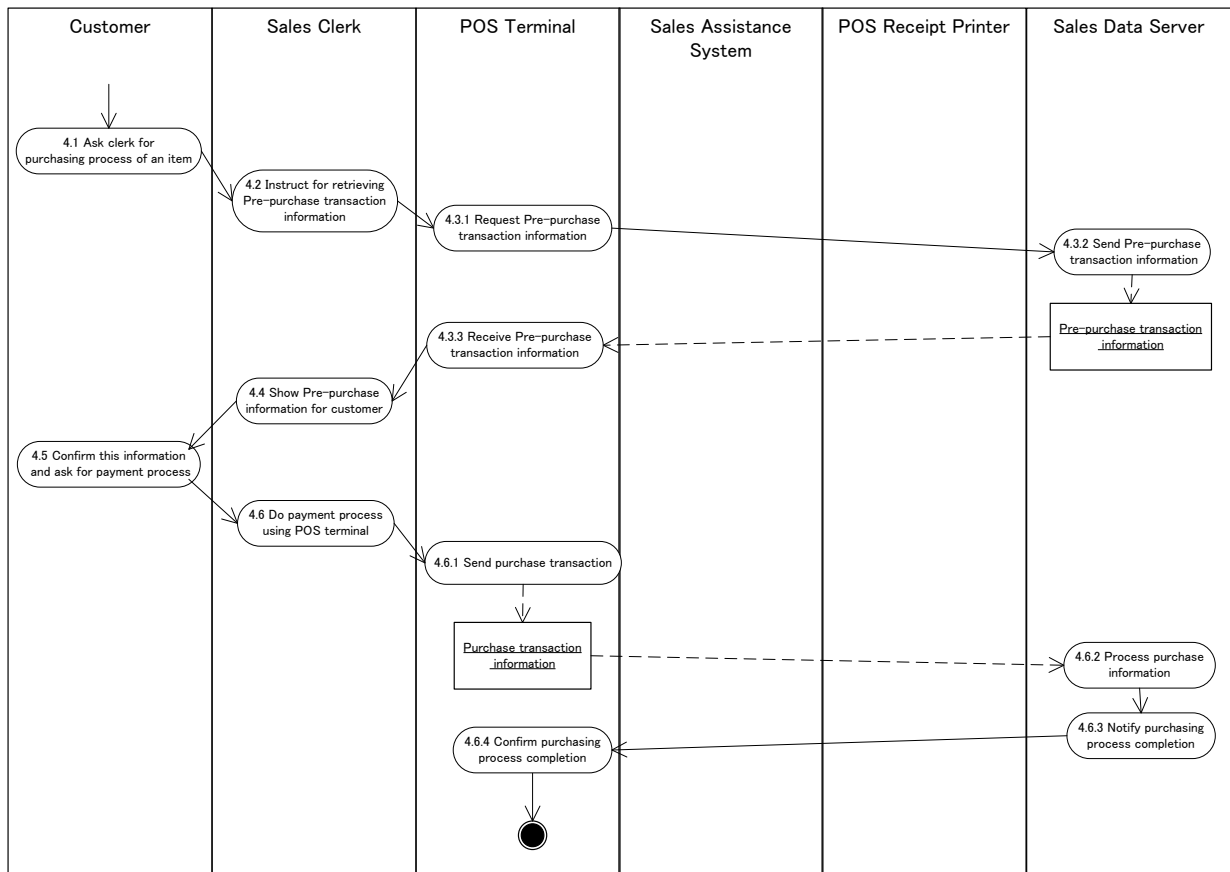 Customer
Sales Clerk
POS Terminal
Sales Assistance
System
POS Receipt Printer
Sales Data Server
4.1 Ask clerk for
purchasing process of an item
4.2 Instruct for retrieving
Pre-purchase transaction
information
4.3.1 Request Pre-purchase
transaction information
4.3.2 Send Pre-purchase
transaction information
Pre-purchase transaction
information
4.3.3 Receive Pre-purchase
transaction information
4.4 Show Pre-purchase
information for customer
4.5 Confirm this information
and ask for payment process
4.6 Do payment process
using POS terminal
4.6.1 Send purchase transaction
Purchase transaction
information
4.6.2 Process purchase
information
4.6.3 Notify purchasing
process completion
4.6.4 Confirm purchasing
process completion